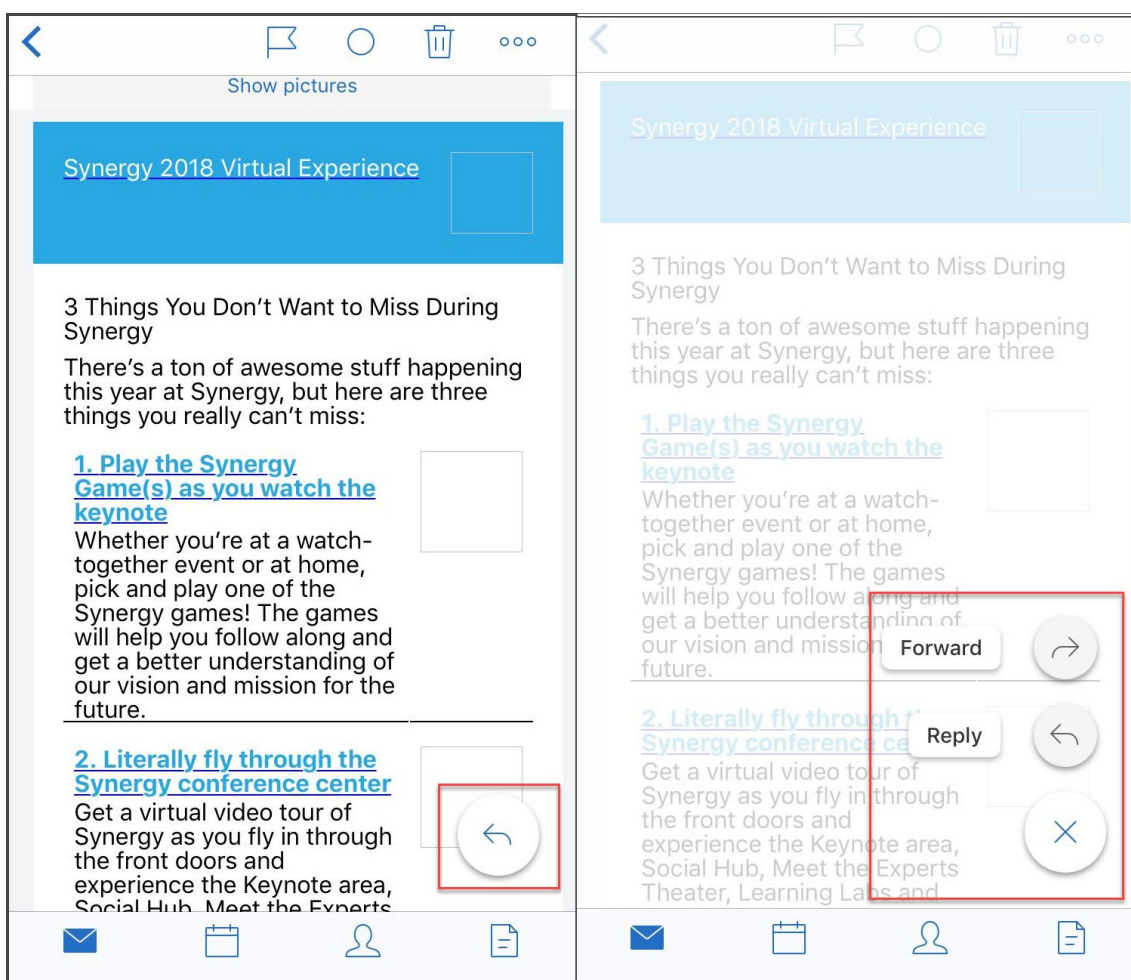 Show pictures
Synergy 2018 Virtual Experience
3 Things You Don't Want to Miss During
Synergy
There's a ton of awesome stuff happening
this year at Synergy, but here are three
things you really can't miss:
1. Play the Synergy
Game(s) as you watch the
keynote
Whether you're at a watch-
together event or at home,
pick and play one of the
Synergy games! The games
will help you follow along and
get a better understanding of
our vision and mission for the
future.
2. Literally fly through the
Synergy conference center
Get a virtual video tour of
Synergy as you fly in through
the front doors and
experience the Keynote area,
Social Hub, Meet the Experts
Synergy 2018 Virtual Experience
3 Things You Don't Want to Miss During
Synergy
There's a ton of awesome stuff happening
this year at Synergy, but here are three
things you really can't miss:
1. Play the Synergy
Game(s) as you watch the
keynote
Whether you're at a watch-
together event or at home,
pick and play one of the
Synergy games! The games
will help you follow along and
get a better understanding of
our vision and mission
Forward
future.
2. Literally fly through
Synergy conference
Reply
Get a virtual video tour of
Synergy as you fly in through
the front doors and
experience the Keynote area,
Social Hub, Meet the Experts
Theater, Learning Labs and